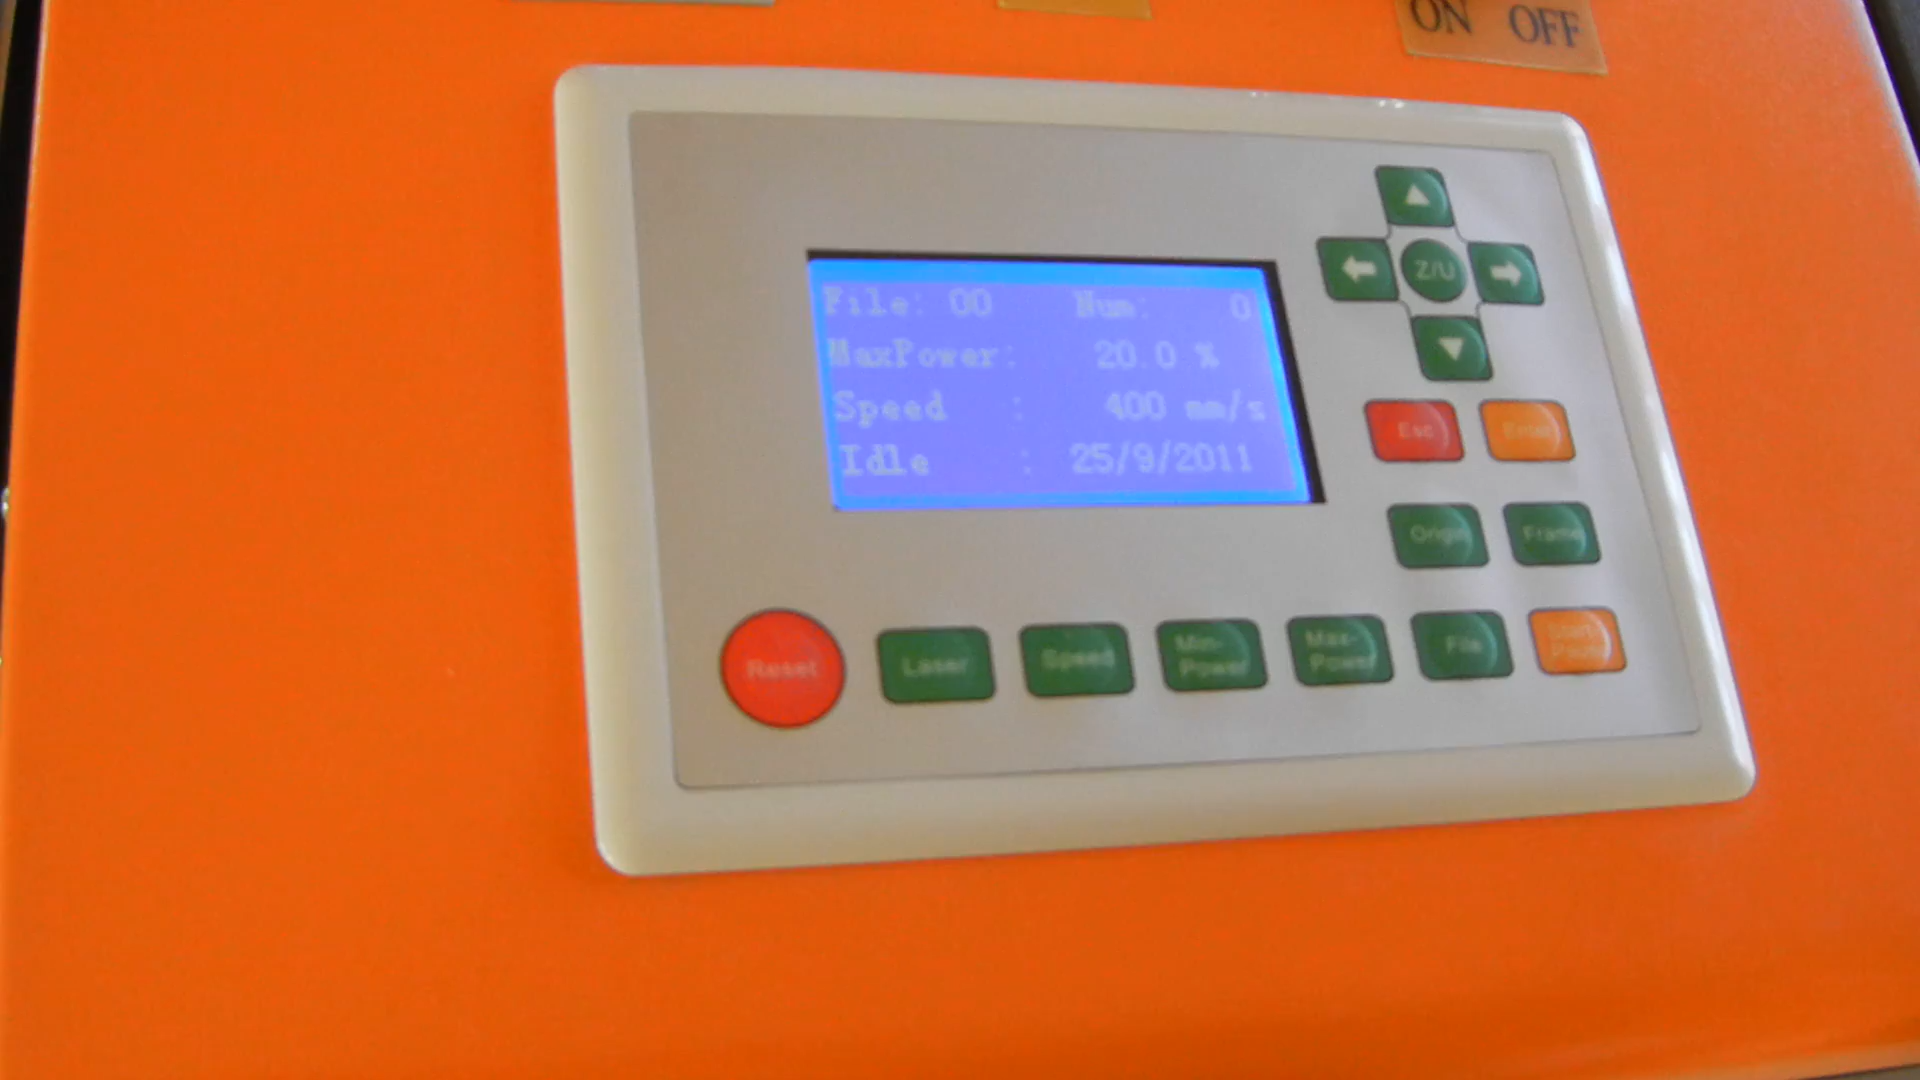 ON OFF
File: 00 Num: 0
MaxPower: 20.0 %
Speed : 400 mm/s
Idle : 25/9/2011
Z/U
Esc Enter
Origin Frame
Reset Laser Speed Min-Power Max-Power File Start Pause